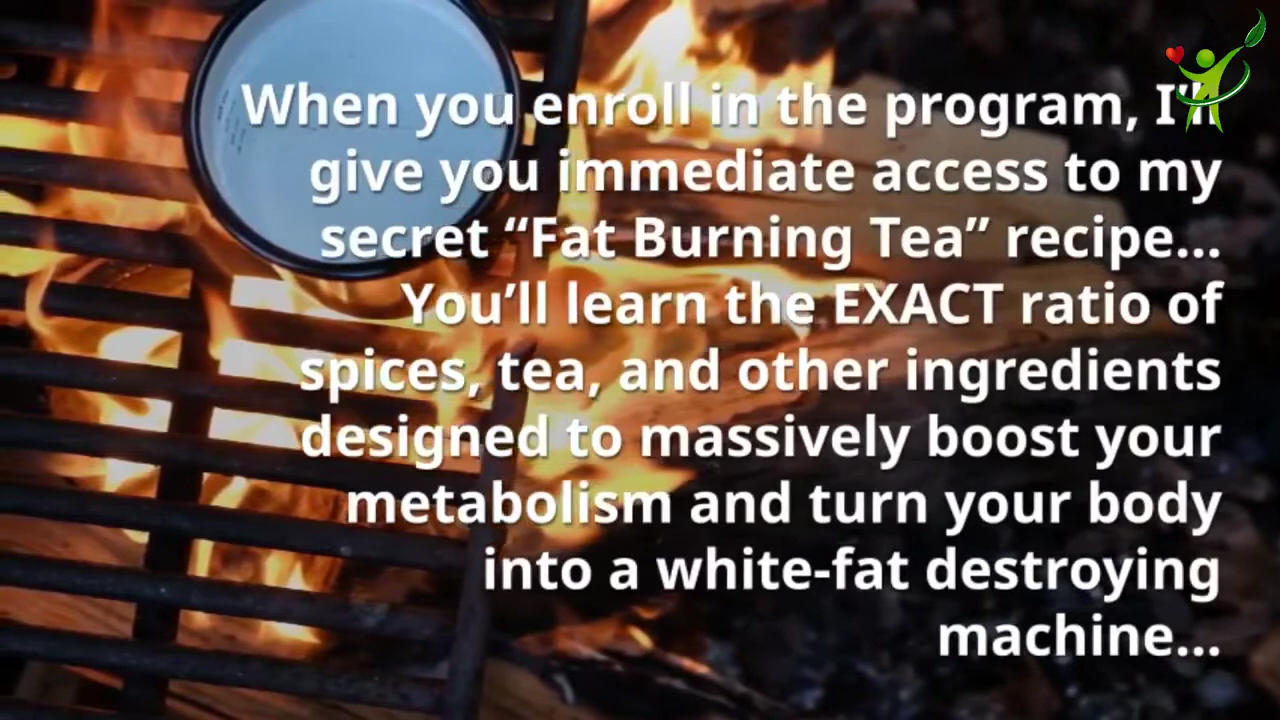 When you enroll in the program, I'll
give you immediate access to my
secret “Fat Burning Tea” recipe...
You’ll learn the EXACT ratio of
spices, tea, and other ingredients
designed to massively boost your
metabolism and turn your body
into a white-fat destroying
machine...